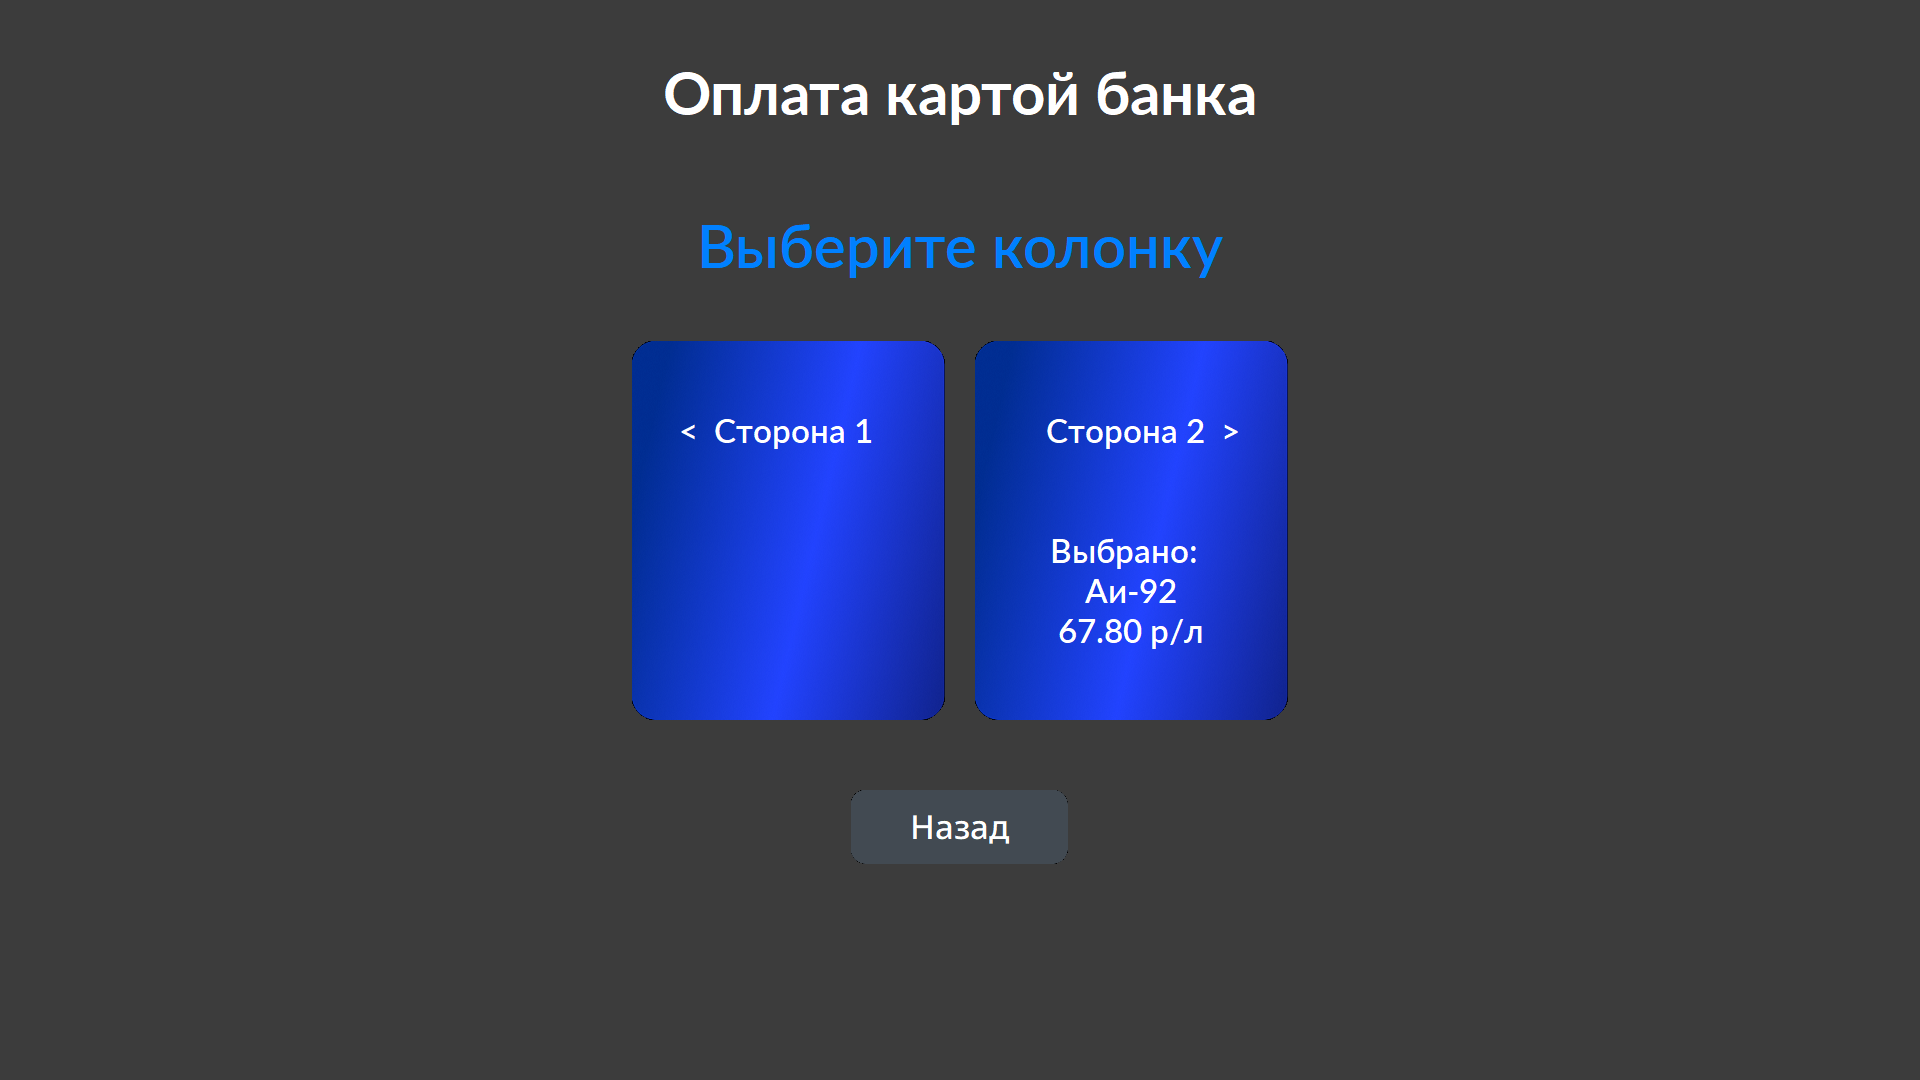 Оплата картой банка
Выберите колонку
< Сторона 1
Сторона 2 >
Выбрано:
Аи-92
67.80 р/л
Назад